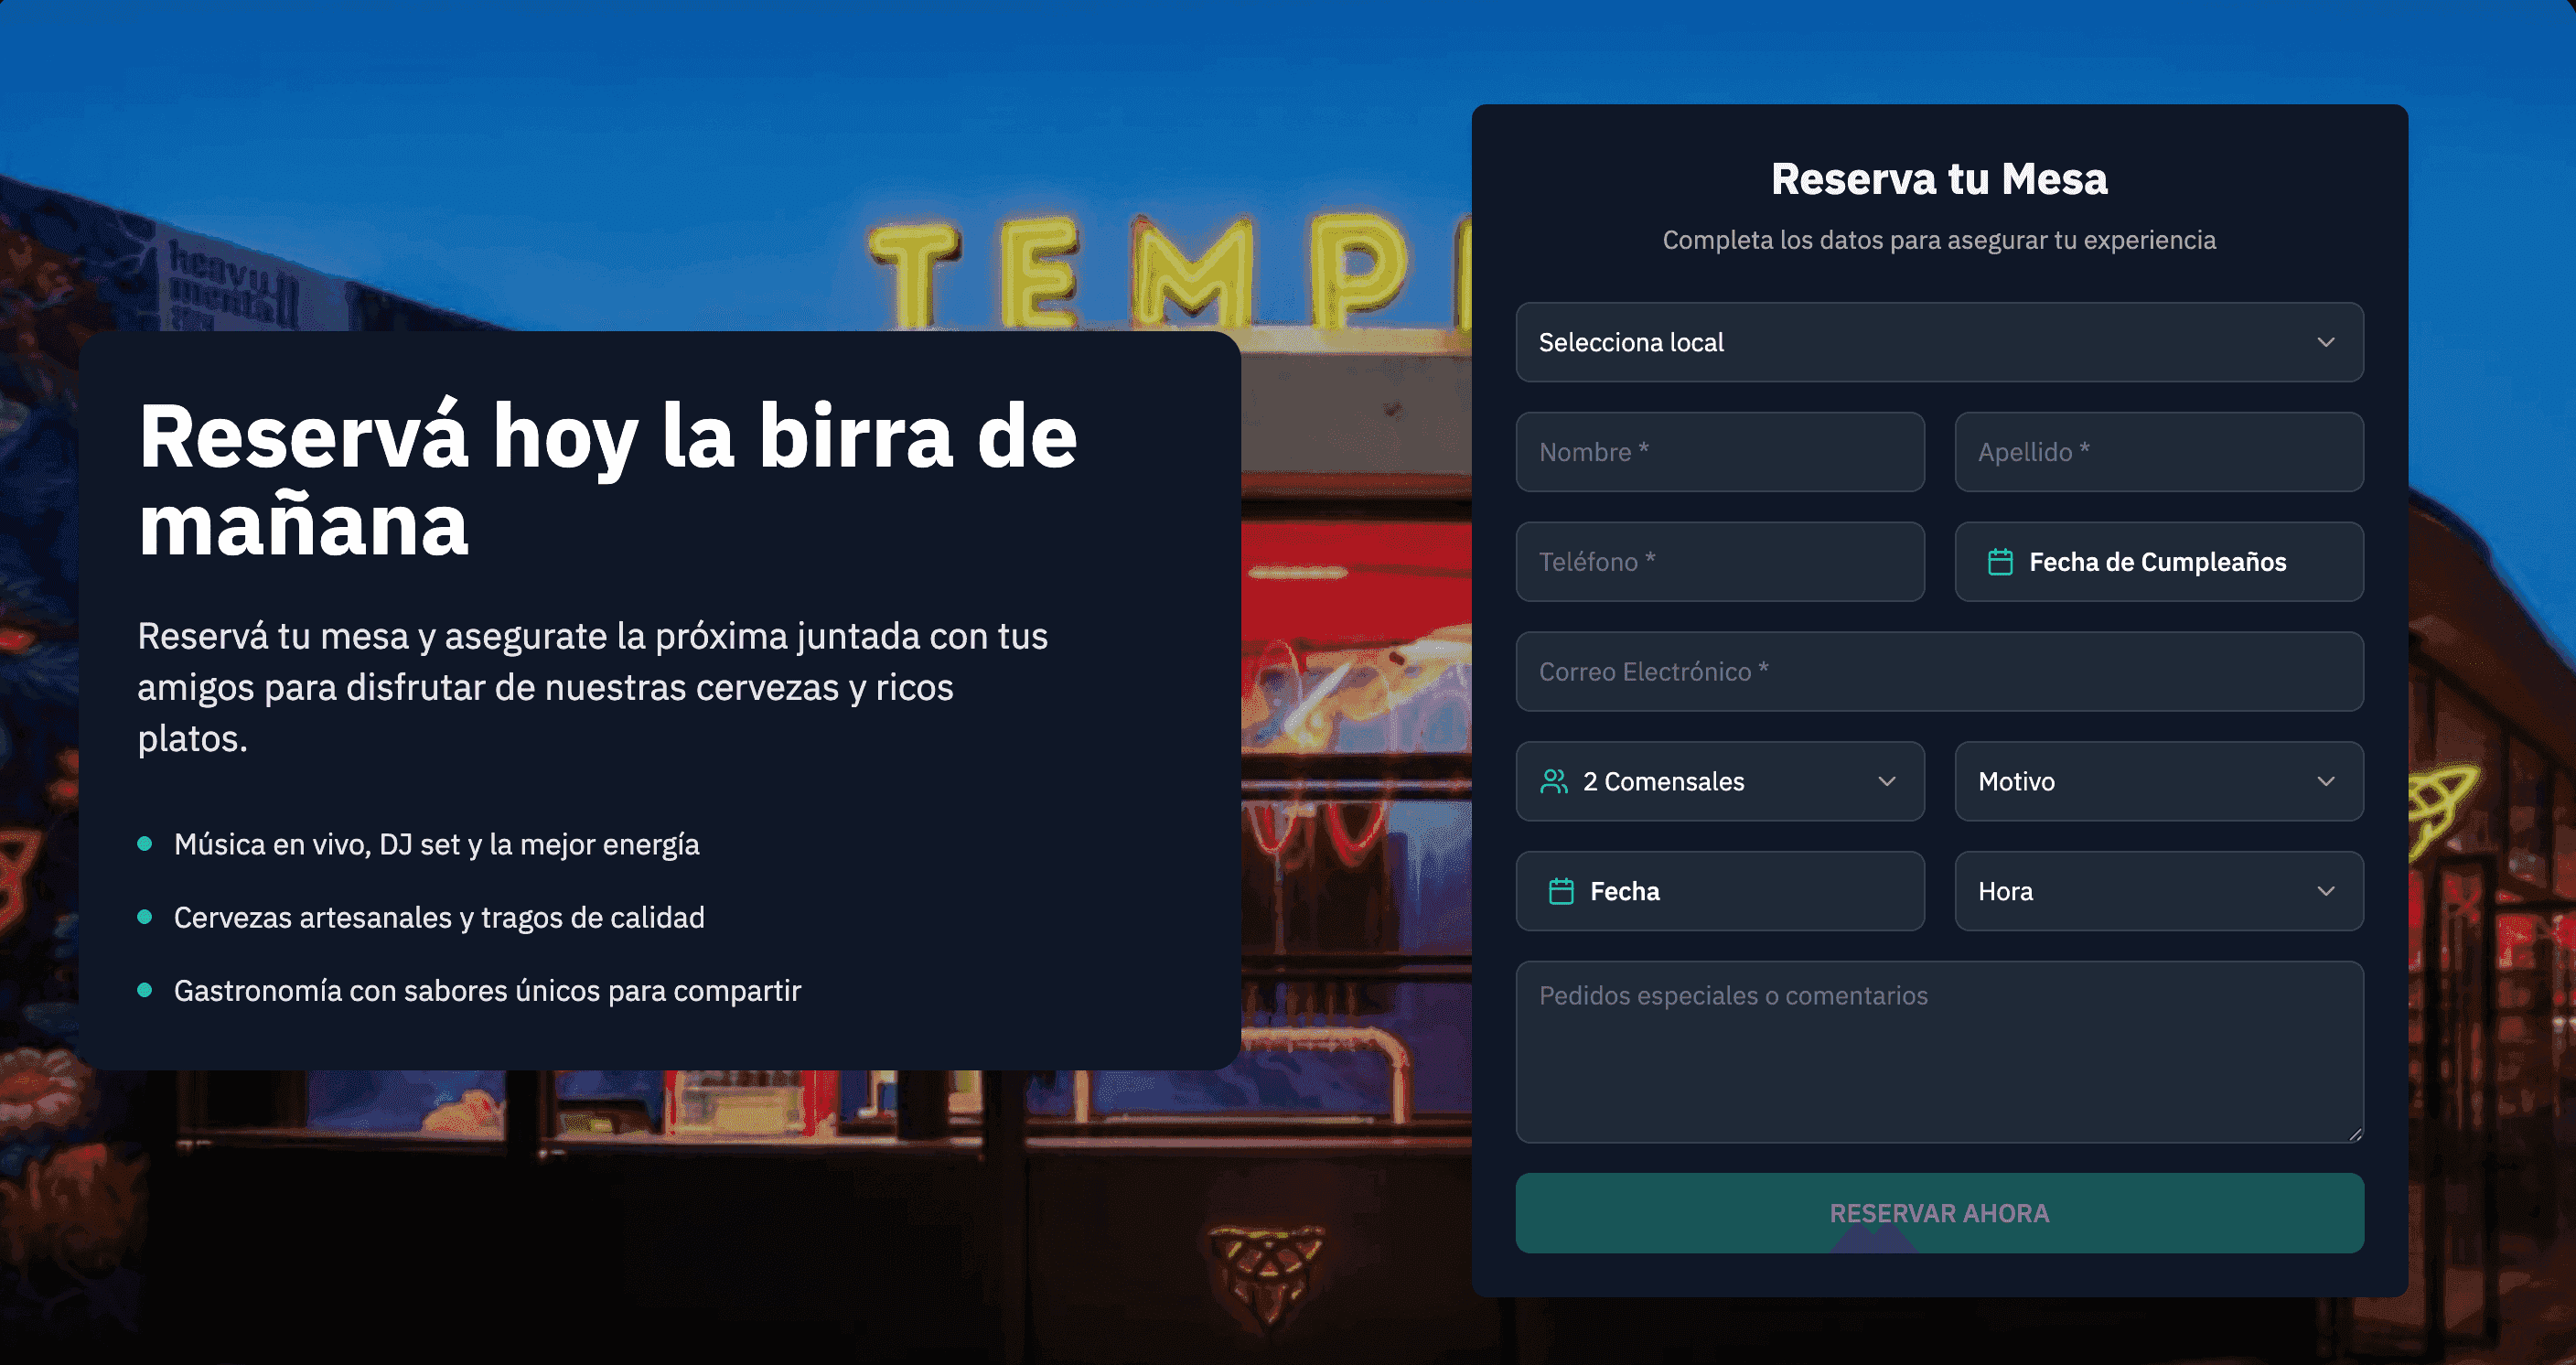 TEMP
heavy
mental
Reservá hoy la birra de
mañana
Reservá tu mesa y asegurate la próxima juntada con tus
amigos para disfrutar de nuestras cervezas y ricos
platos.
Música en vivo, DJ set y la mejor energía
Cervezas artesanales y tragos de calidad
Gastronomía con sabores únicos para compartir
Reserva tu Mesa
Completa los datos para asegurar tu experiencia
Selecciona local
Nombre *
Apellido *
Teléfono *
Fecha de Cumpleaños
Correo Electrónico *
2 Comensales
Motivo
Fecha
Hora
Pedidos especiales o comentarios
RESERVAR AHORA